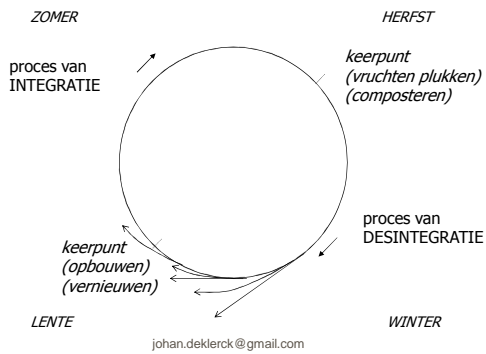 ZOMER
HERFST
proces van
INTEGRATIE
keerpunt
(vruchten plukken)
(composteren)
proces van
DESINTEGRATIE
keerpunt
(opbouwen)
(vernieuwen)
LENTE
WINTER
johan.deklerck@gmail.com